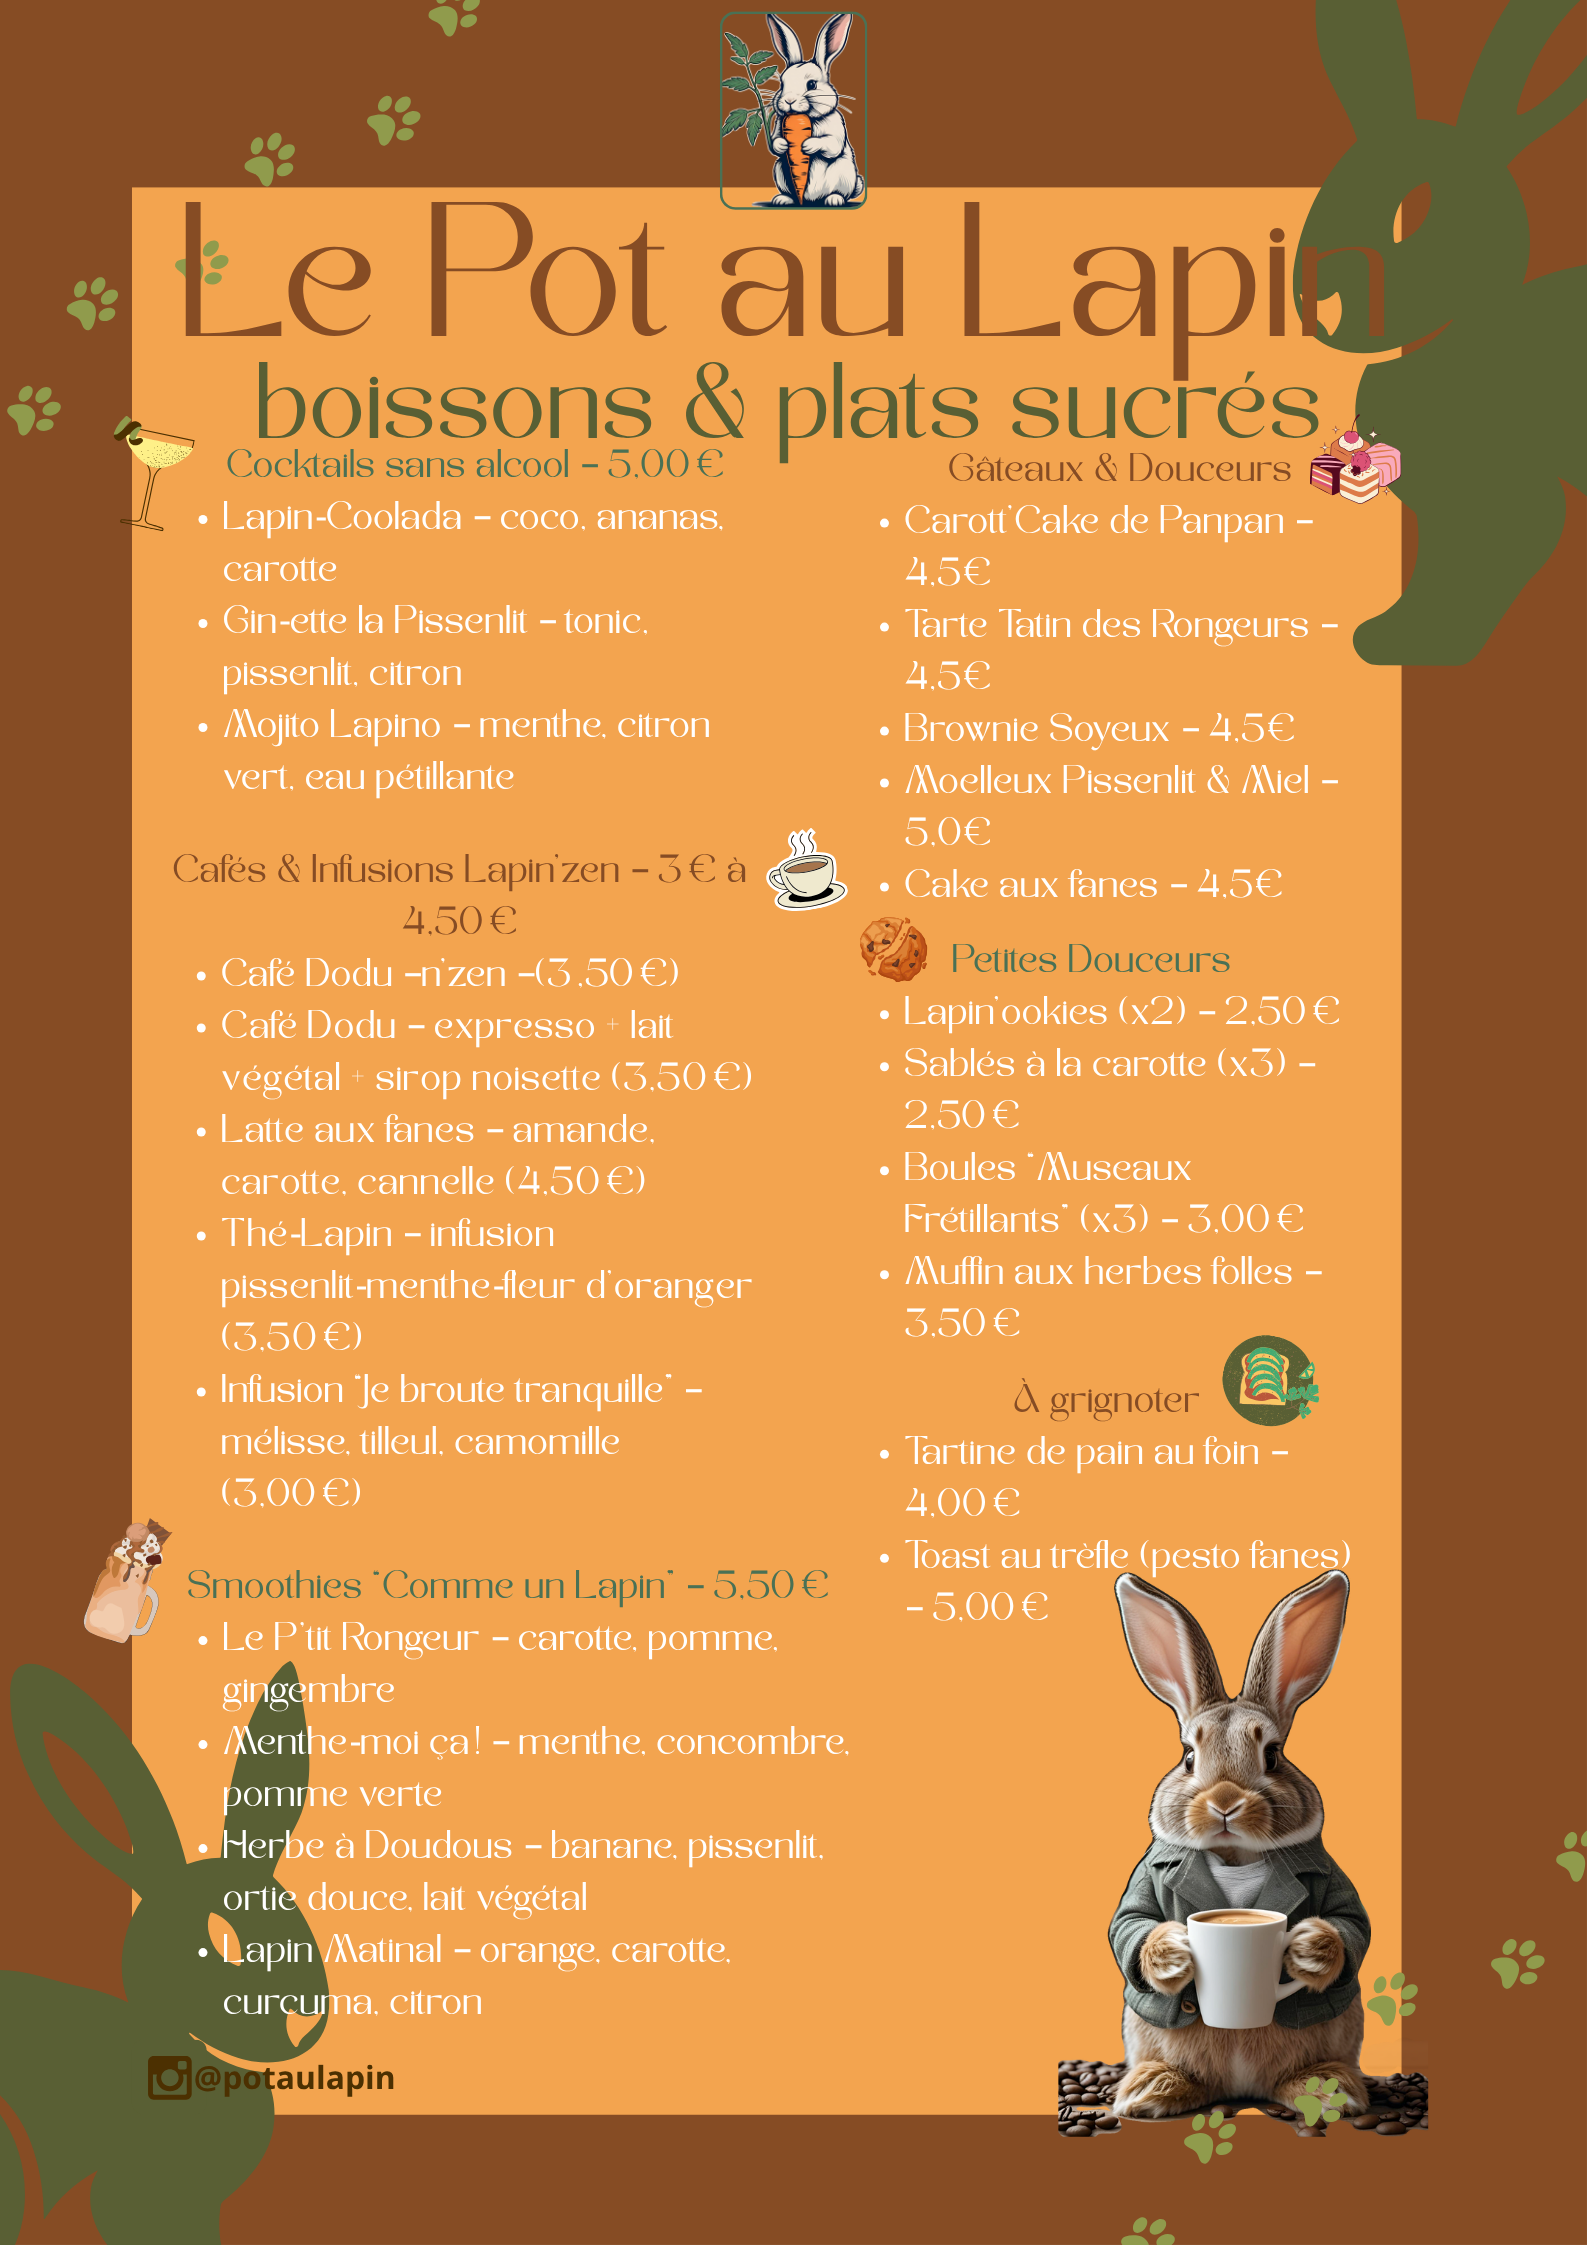 Le Pot au Lapin
boissons & plats sucrés
Cocktails sans alcool – 5,00 €
• Lapin-Coolada – coco, ananas,
carotte
• Gin-ette la Pissenlit – tonic,
pissenlit, citron
• Mojito Lapino – menthe, citron
vert, eau pétillante
Cafés & Infusions Lapin'zen – 3 € à
4,50 €
• Café Dodu –n'zen –(3 ,50 €)
• Café Dodu – expresso + lait
végétal + sirop noisette (3,50 €)
• Latte aux fanes – amande,
carotte, cannelle (4,50 €)
• Thé-Lapin – infusion
pissenlit-menthe-fleur d'oranger
(3,50 €)
• Infusion "Je broute tranquille" –
mélisse, tilleul, camomille
(3,00 €)
Smoothies "Comme un Lapin" – 5,50 €
• Le P'tit Rongeur – carotte, pomme,
gingembre
• Menthe-moi ça ! – menthe, concombre,
pomme verte
• Herbe à Doudous – banane, pissenlit,
ortie douce, lait végétal
• Lapin Matinal – orange, carotte,
curcuma, citron
@potaulapin
Gâteaux & Douceurs
• Carott'Cake de Panpan –
4,5€
• Tarte Tatin des Rongeurs –
4,5€
• Brownie Soyeux – 4,5€
• Moelleux Pissenlit & Miel –
5,0€
• Cake aux fanes – 4,5€
Petites Douceurs
• Lapin'ookies (x2) – 2,50 €
• Sablés à la carotte (x3) –
2,50 €
• Boules "Museaux
Frétillants" (x3) – 3,00 €
• Muffin aux herbes folles –
3,50 €
À grignoter
• Tartine de pain au foin –
4,00 €
• Toast au trèfle (pesto fanes)
– 5,00 €